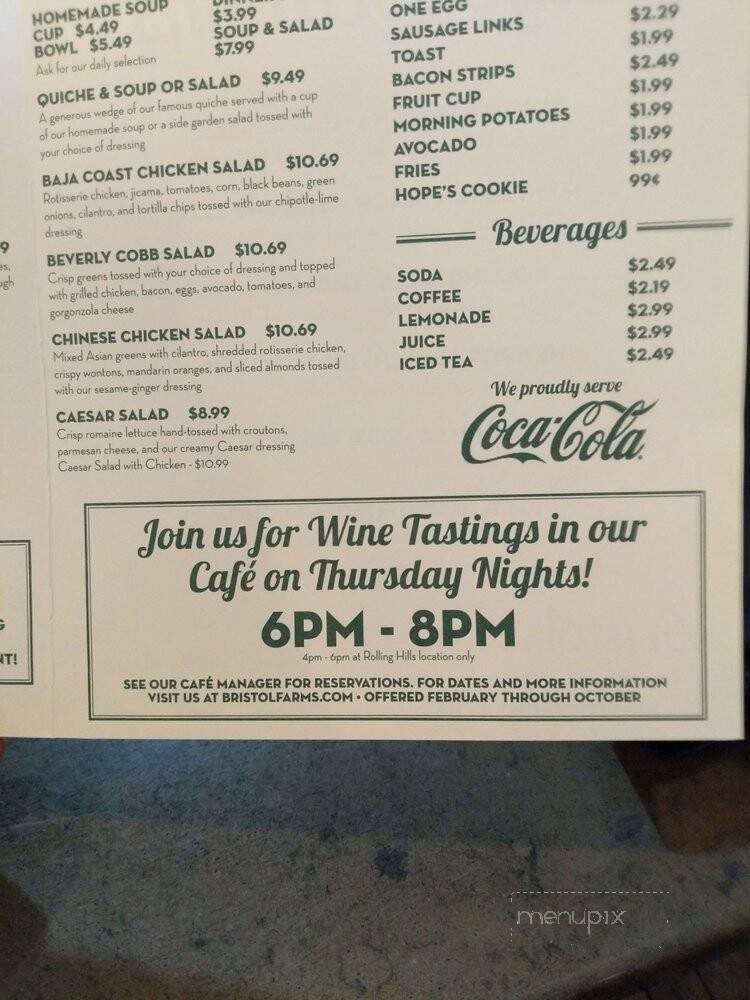 HOMEMADE SOUP
CUP $4.49
BOWL $5.49
Ask for our daily selection
$3.99
SOUP & SALAD
$7.99
QUICHE & SOUP OR SALAD $9.49
A generous wedge of our famous quiche served with a cup
of our homemade soup or a side garden salad tossed with
your choice of dressing
BAJA COAST CHICKEN SALAD $10.69
Rotisserie chicken, jicama, tomatoes, corn, black beans, green
onions, cilantro, and tortilla chips tossed with our chipotle-lime
dressing
BEVERLY COBB SALAD $10.69
Crisp greens tossed with your choice of dressing and topped
with grilled chicken, bacon, eggs, avocado, tomatoes, and
gorgonzola cheese
CHINESE CHICKEN SALAD $10.69
Mixed Asian greens with cilantro, shredded rotisserie chicken,
crispy wontons, mandarin oranges, and sliced almonds tossed
with our sesame-ginger dressing
CAESAR SALAD $8.99
Crisp romaine lettuce hand-tossed with croutons,
parmesan cheese, and our creamy Caesar dressing
Caesar Salad with Chicken - $10.99
ONE EGG
SAUSAGE LINKS $2.29
TOAST $1.99
BACON STRIPS $2.49
FRUIT CUP $1.99
MORNING POTATOES $1.99
AVOCADO $1.99
FRIES $1.99
HOPE'S COOKIE 99¢
Beverages
SODA $2.49
COFFEE $2.19
LEMONADE $2.99
JUICE $2.99
ICED TEA $2.49
We proudly serve
Coca-Cola
Join us for Wine Tastings in our
Café on Thursday Nights!
6PM - 8PM
4pm - 6pm at Rolling Hills location only
SEE OUR CAFÉ MANAGER FOR RESERVATIONS. FOR DATES AND MORE INFORMATION
VISIT US AT BRISTOLFARMS.COM • OFFERED FEBRUARY THROUGH OCTOBER
menupix